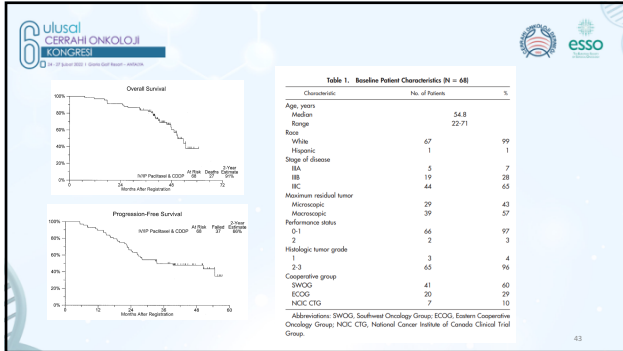 6 ulusal
CERRAHİ ONKOLOJİ
KONGRESİ
esso
Overall Survival
100%
80%
60%
40%
20%
0%
At Risk Deaths 2-Year Estimate
IV/IP Paclitaxel & CDDP 68 27 91%
0 24 48 72
Months After Registration
Progression-Free Survival
100%
80%
60%
40%
20%
0%
At Risk Failed 2-Year Estimate
IV/IP Paclitaxel & CDDP 68 37 66%
0 12 24 36 48 60
Months After Registration
Table 1. Baseline Patient Characteristics (N = 68)
Characteristic No. of Patients %
Age, years
Median 54.8
Range 22-71
Race
White 67 99
Hispanic 1 1
Stage of disease
IIIA 5 7
IIIB 19 28
IIIC 44 65
Maximum residual tumor
Microscopic 29 43
Macroscopic 39 57
Performance status
0-1 66 97
2 2 3
Histologic tumor grade
1 3 4
2-3 65 96
Cooperative group
SWOG 41 60
ECOG 20 29
NCIC CTG 7 10
Abbreviations: SWOG, Southwest Oncology Group; ECOG, Eastern Cooperative
Oncology Group; NCIC CTG, National Cancer Institute of Canada Clinical Trial
Group.
43